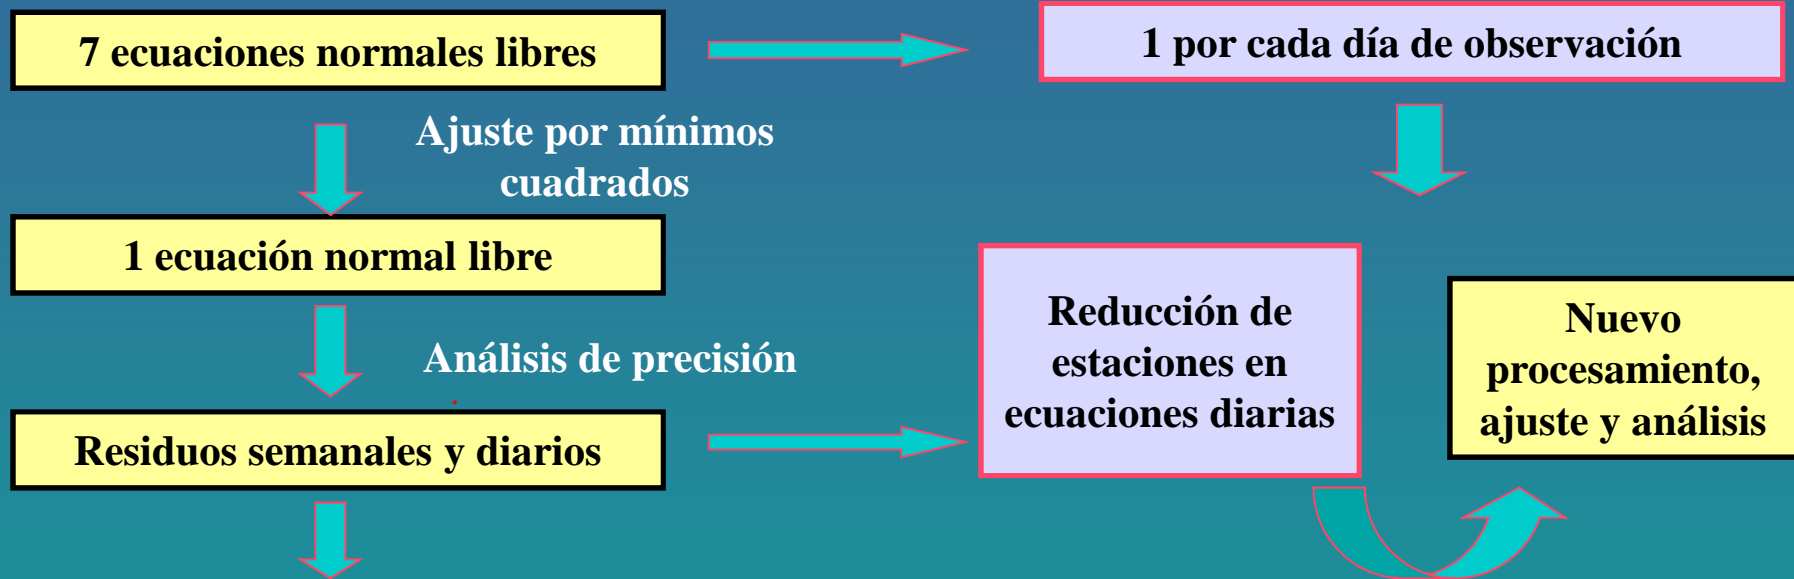 7 ecuaciones normales libres
1 por cada día de observación
Ajuste por mínimos
cuadrados
1 ecuación normal libre
Reducción de
estaciones en
ecuaciones diarias
Nuevo
procesamiento,
ajuste y análisis
Análisis de precisión
Residuos semanales y diarios